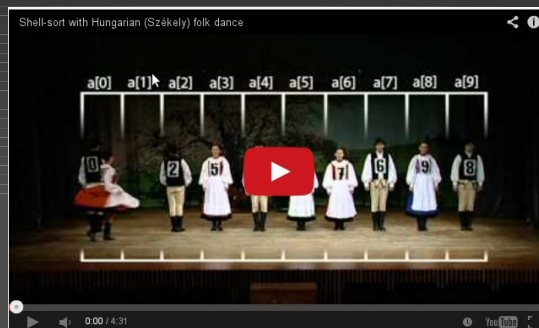 Shell-sort with Hungarian (Székely) folk dance
a[0] a[1] a[2] a[3] a[4] a[5] a[6] a[7] a[8] a[9]
0 2 5 7 6 9 8
0:00 / 4:31
YouTube